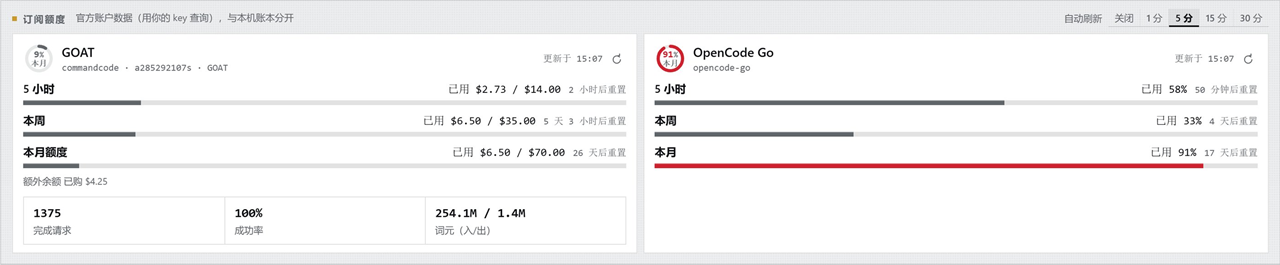 订阅额度 官方账户数据（用你的 key 查询），与本机账本分开 自动刷新 关闭 1 分 5 分 15 分 30 分
9% 本月
GOAT
commandcode · a285292107s · GOAT
更新于 15:07
5 小时 已用 $2.73 / $14.00 2 小时后重置
本周 已用 $6.50 / $35.00 5 天 3 小时后重置
本月额度 已用 $6.50 / $70.00 26 天后重置
额外余额 已购 $4.25
1375
完成请求
100%
成功率
254.1M / 1.4M
词元（入/出）
91% 本月
OpenCode Go
opencode-go
更新于 15:07
5 小时 已用 58% 50 分钟后重置
本周 已用 33% 4 天后重置
本月 已用 91% 17 天后重置